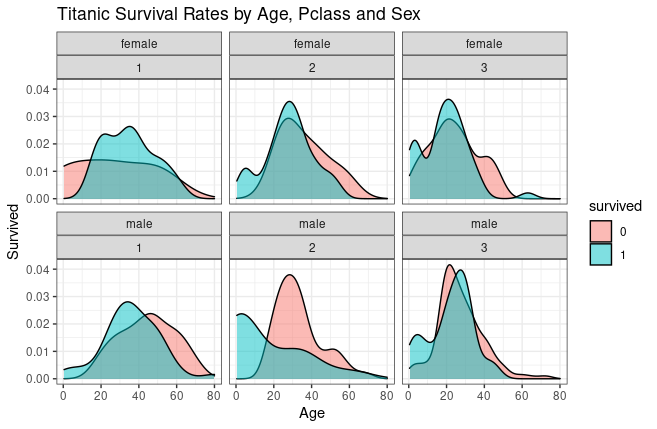 Titanic Survival Rates by Age, Pclass and Sex
female female female
1 2 3
0.04
0.03
0.02
0.01
0.00
male male male
1 2 3
0.04
0.03
0.02
0.01
0.00
0 20 40 60 80 0 20 40 60 80 0 20 40 60 80
Age
Survived
survived
0
1